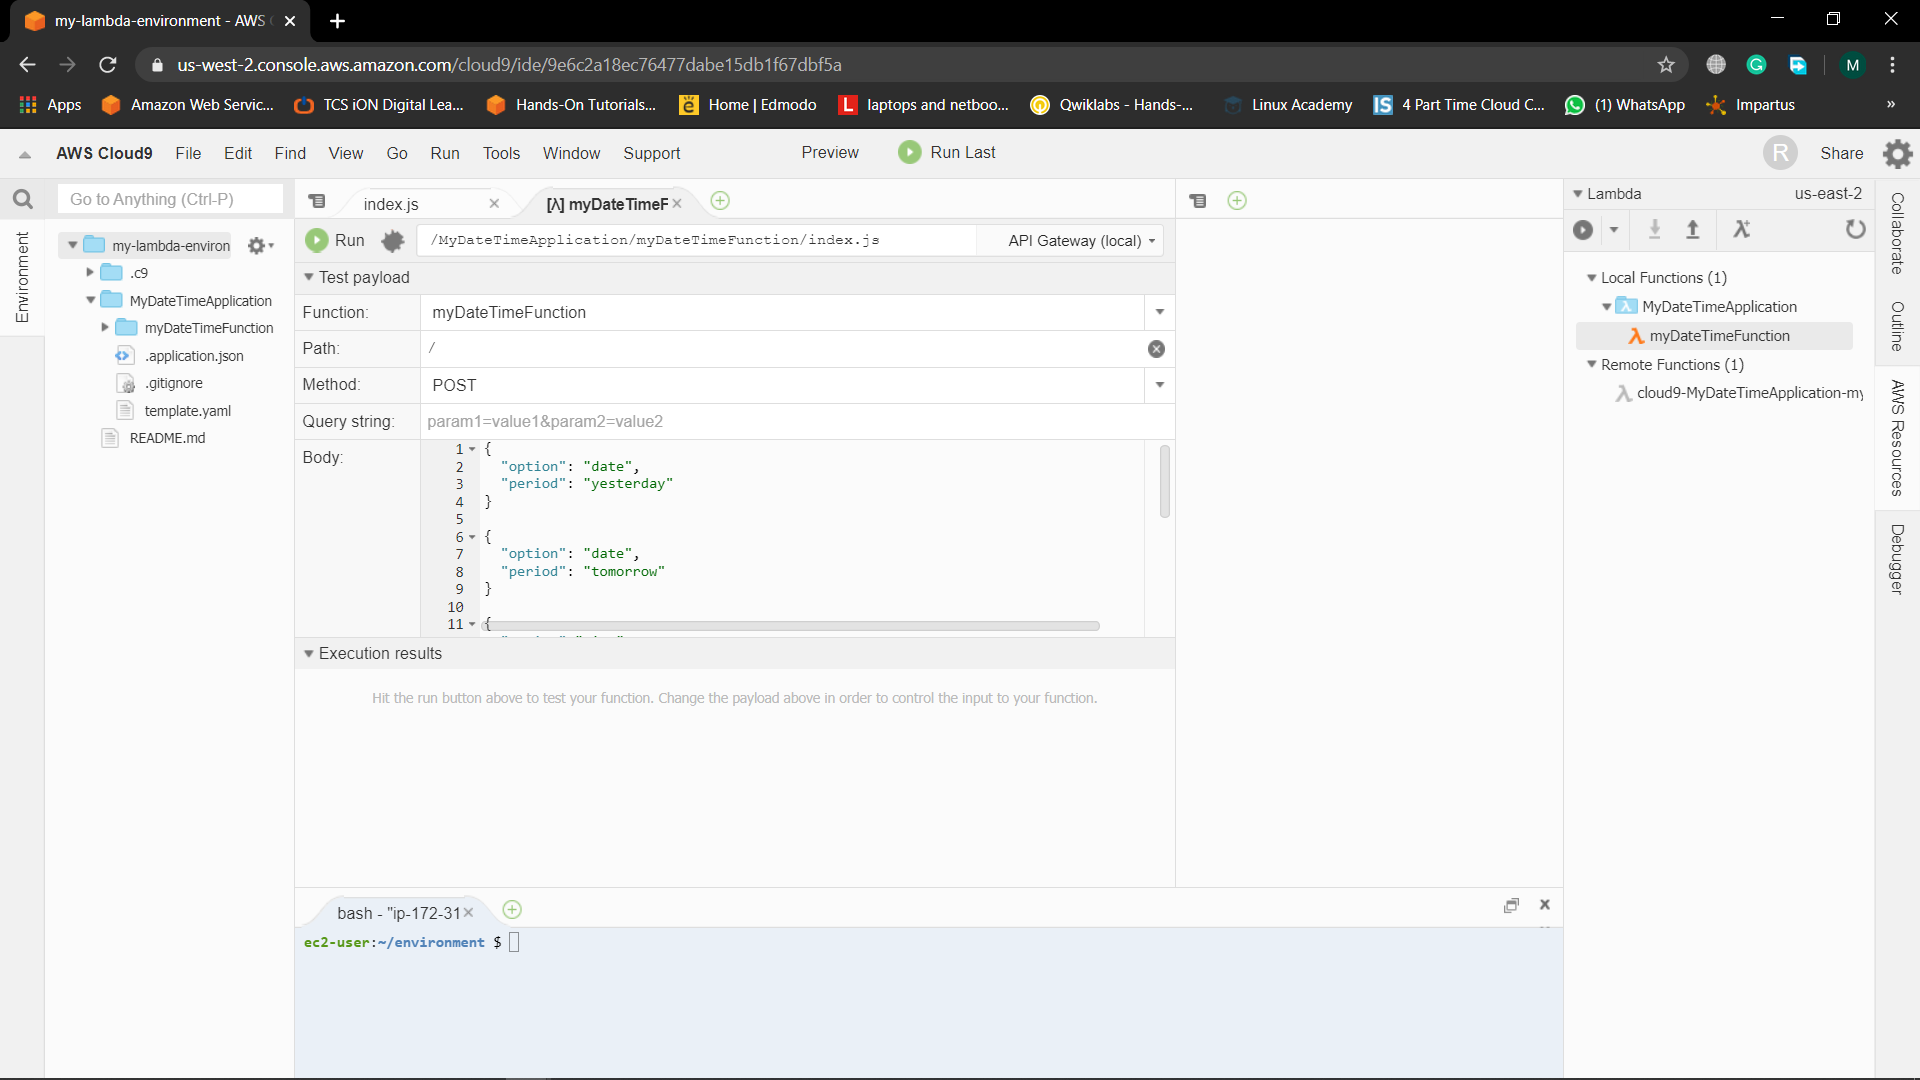 my-lambda-environment - AWS
us-west-2.console.aws.amazon.com/cloud9/ide/9e6c2a18ec76477dabe15db1f67dbf5a
M
Apps
Amazon Web Servic...
TCS iON Digital Lea...
Hands-On Tutorials...
Home | Edmodo
laptops and netboo...
Qwiklabs - Hands-...
Linux Academy
4 Part Time Cloud C...
(1) WhatsApp
Impartus
»
AWS Cloud9 File Edit Find View Go Run Tools Window Support
Preview
Run Last
R
Share
Go to Anything (Ctrl-P)
Environment
my-lambda-environ
.c9
MyDateTimeApplication
myDateTimeFunction
.application.json
.gitignore
template.yaml
README.md
index.js
[λ] myDateTimeF
Run
/MyDateTimeApplication/myDateTimeFunction/index.js
API Gateway (local)
Test payload
Function: myDateTimeFunction
Path: /
Method: POST
Query string: param1=value1&param2=value2
Body:
1 {
2 "option": "date",
3 "period": "yesterday"
4 }
5
6 {
7 "option": "date",
8 "period": "tomorrow"
9 }
10
11 {
Execution results
Hit the run button above to test your function. Change the payload above in order to control the input to your function.
bash - "ip-172-31
ec2-user:~/environment $
Lambda us-east-2
Local Functions (1)
MyDateTimeApplication
myDateTimeFunction
Remote Functions (1)
cloud9-MyDateTimeApplication-my
Collaborate
Outline
AWS Resources
Debugger